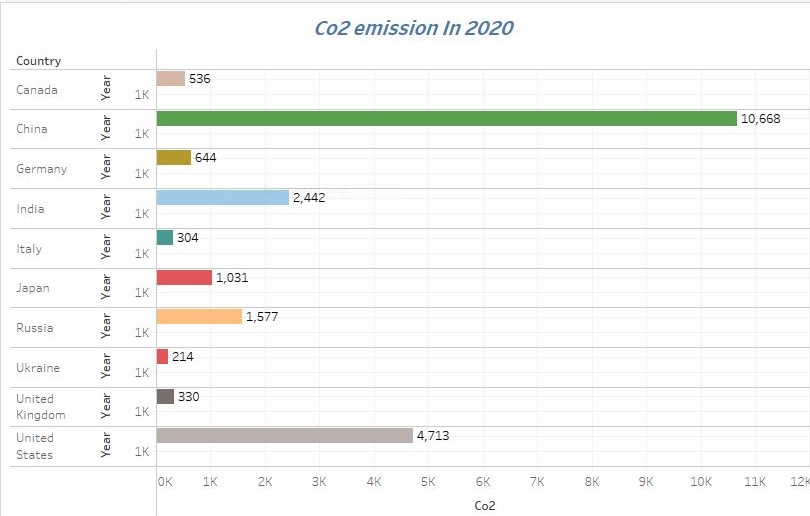 Co2 emission In 2020
Country
Canada
Year
1K
536
China
Year
1K
10,668
Germany
Year
1K
644
India
Year
1K
2,442
Italy
Year
1K
304
Japan
Year
1K
1,031
Russia
Year
1K
1,577
Ukraine
Year
1K
214
United
Kingdom
Year
1K
330
United
States
Year
1K
4,713
0K 1K 2K 3K 4K 5K 6K 7K 8K 9K 10K 11K 12K
Co2